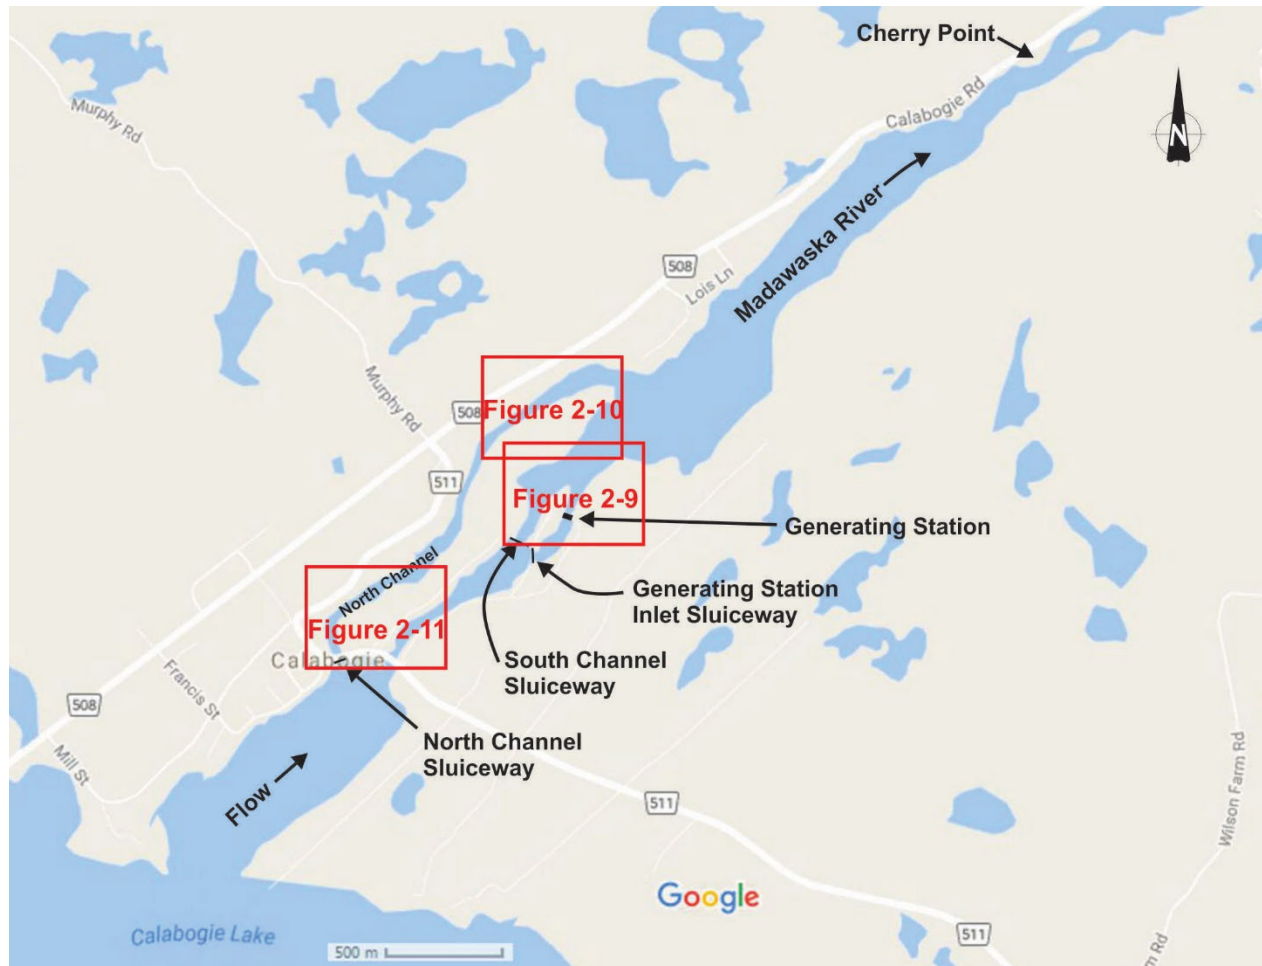 Cherry Point
Murphy Rd
Calabogie Rd
N
Madawaska River
508
Lois Ln
Murphy Rd
508
Figure 2-10
511
Figure 2-9
Generating Station
North Channel
Generating Station
Inlet Sluiceway
Figure 2-11
Calabogie
South Channel
Sluiceway
Francis St
508
North Channel
Sluiceway
Mill St
Flow
511
Wilson Farm Rd
Google
Calabogie Lake
500 m
511
m Rd